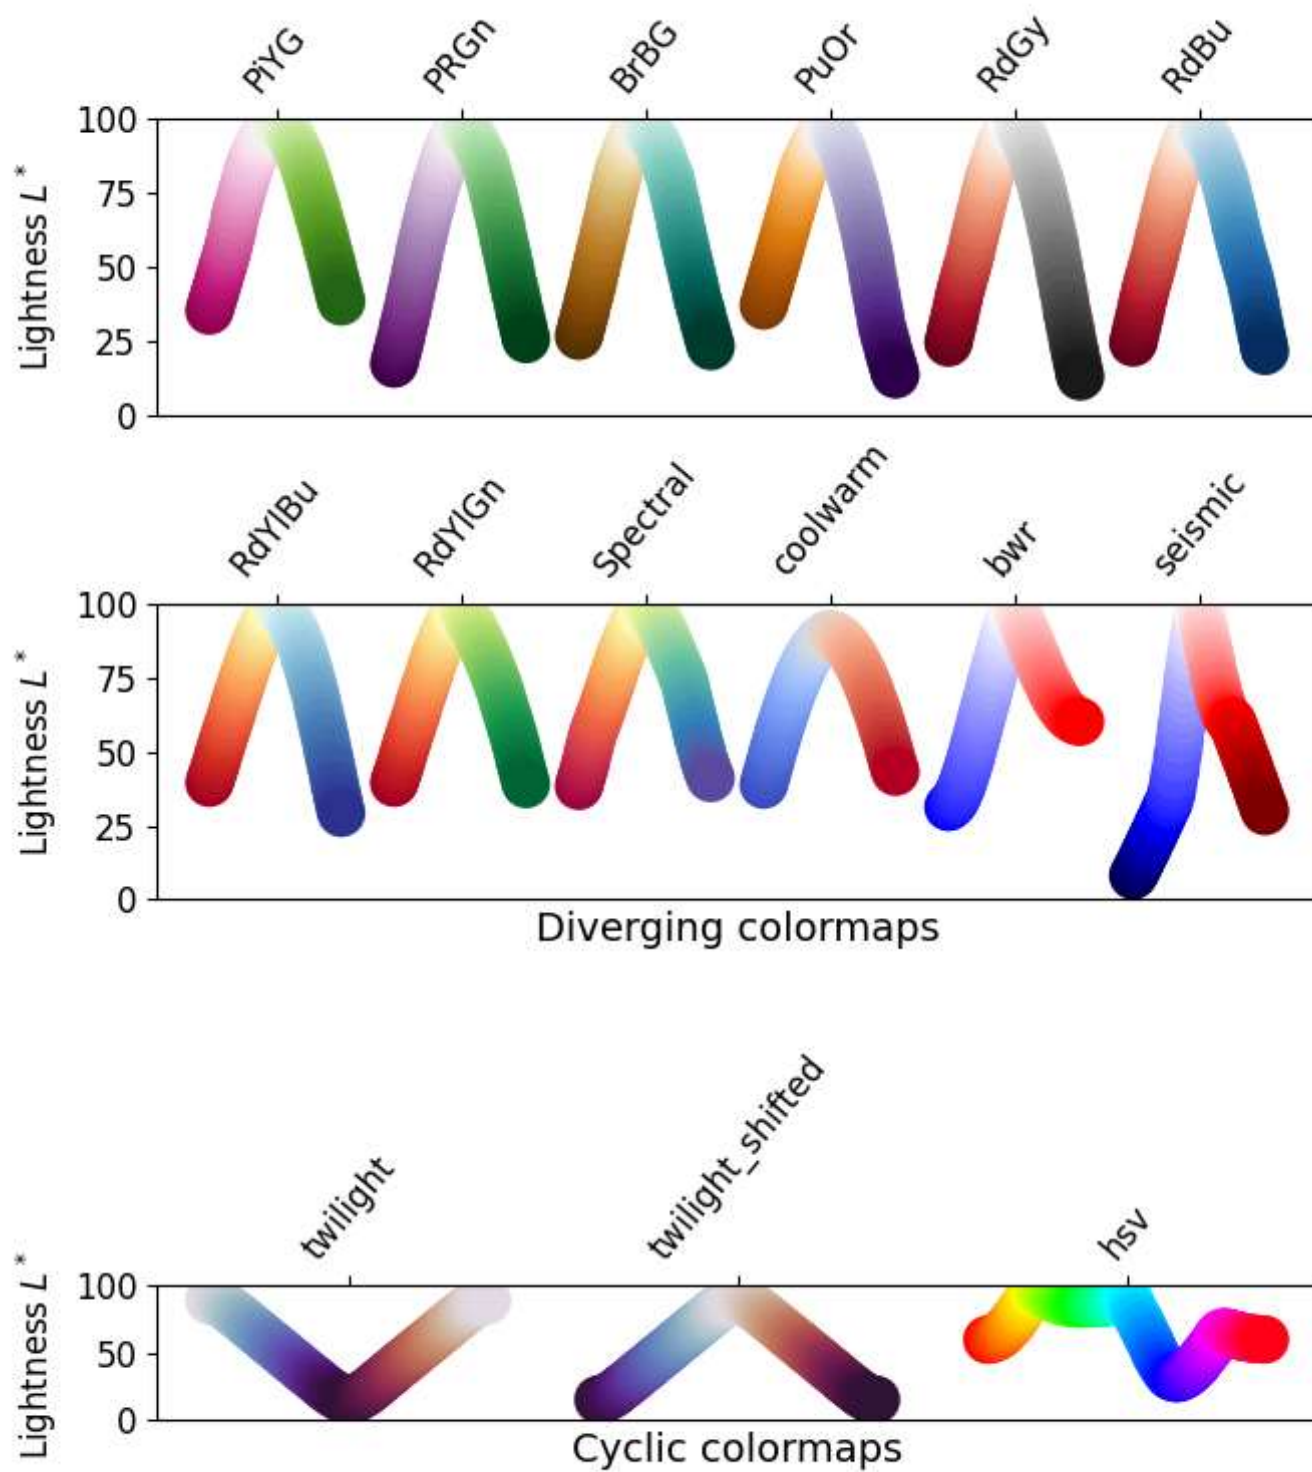 PiYG PRGn BrBG PuOr RdGy RdBu
Lightness L*
100
75
50
25
0
RdYlBu RdYlGn Spectral coolwarm bwr seismic
Lightness L*
100
75
50
25
0
Diverging colormaps
twilight twilight_shifted hsv
Lightness L*
100
50
0
Cyclic colormaps